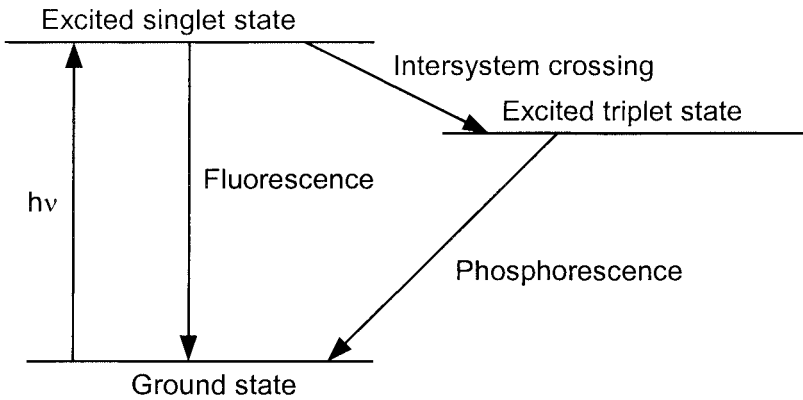 Excited singlet state
Intersystem crossing
Excited triplet state
Fluorescence
hν
Phosphorescence
Ground state